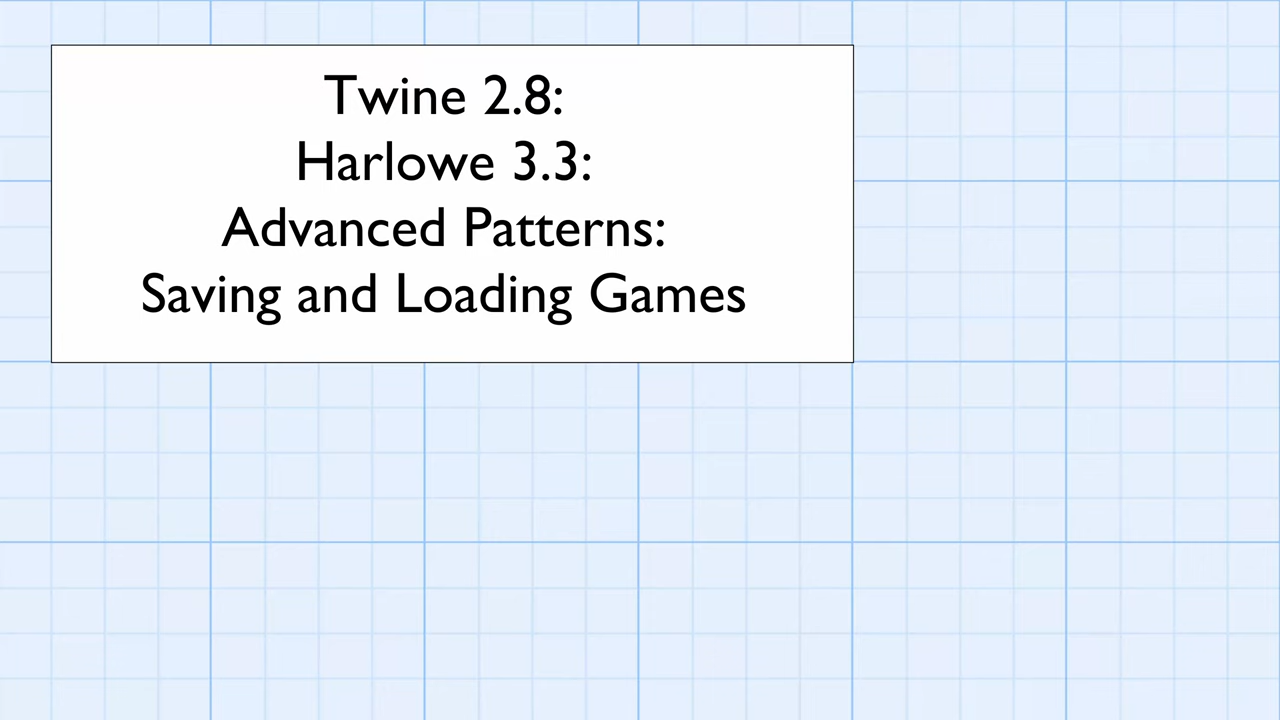 Twine 2.8:
Harlowe 3.3:
Advanced Patterns:
Saving and Loading Games